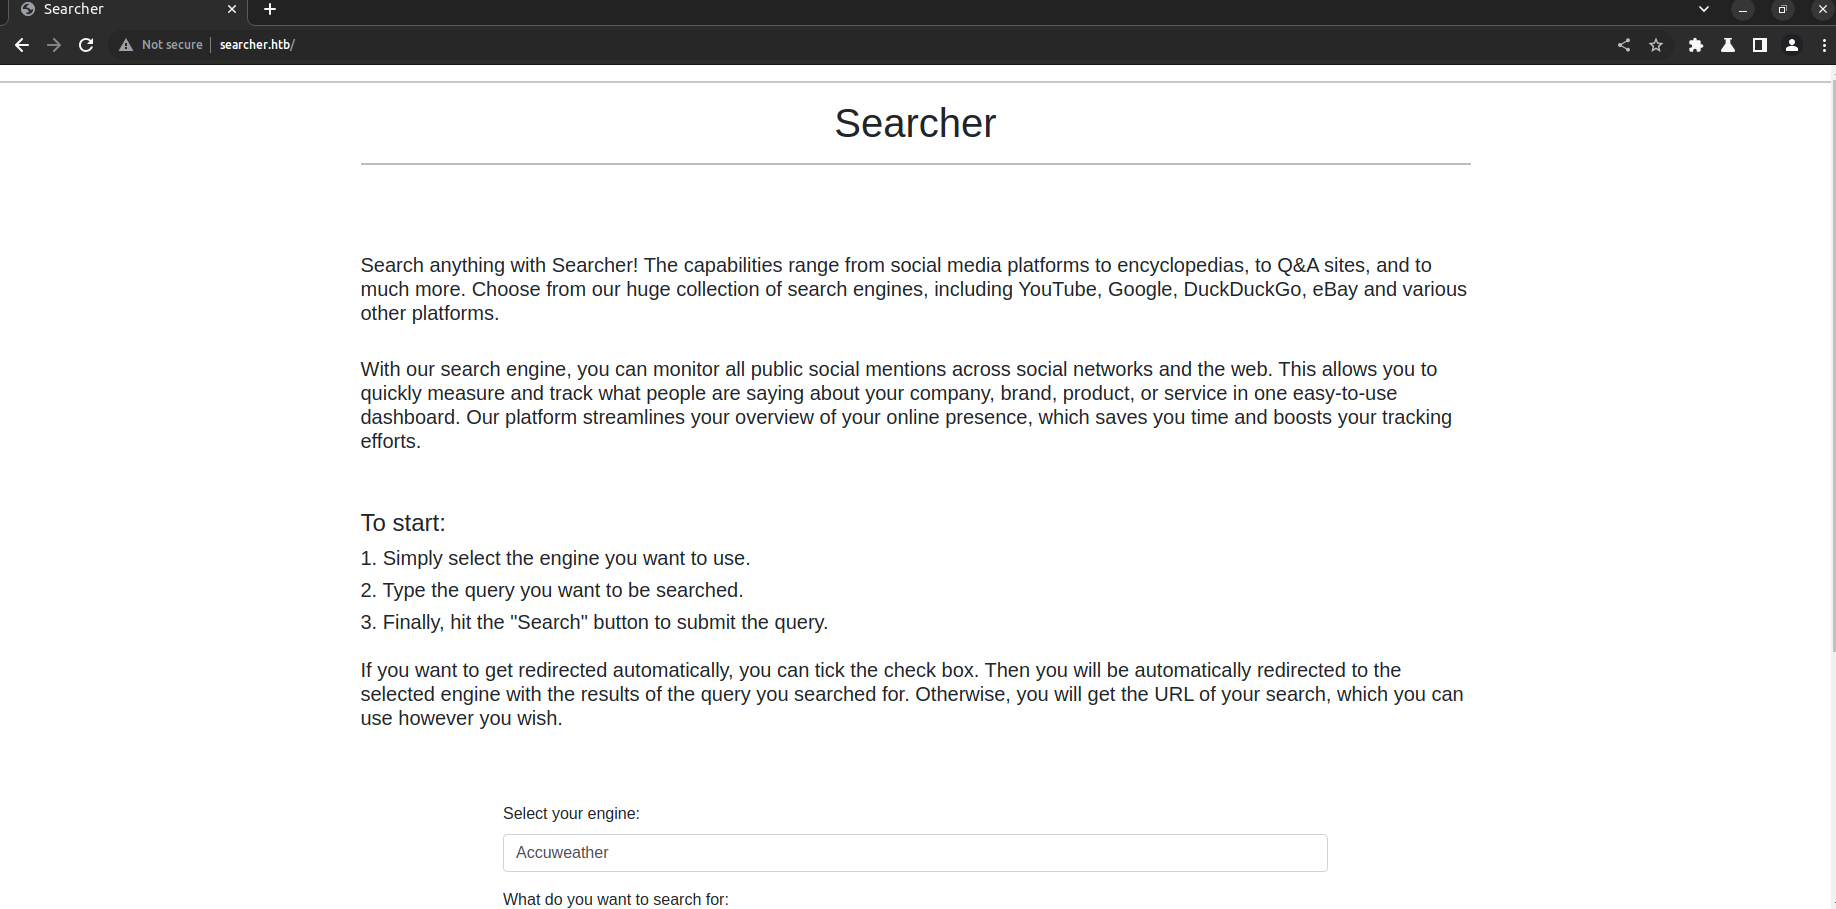 Searcher
Not secure searcher.htb/
Searcher
Search anything with Searcher! The capabilities range from social media platforms to encyclopedias, to Q&A sites, and to
much more. Choose from our huge collection of search engines, including YouTube, Google, DuckDuckGo, eBay and various
other platforms.
With our search engine, you can monitor all public social mentions across social networks and the web. This allows you to
quickly measure and track what people are saying about your company, brand, product, or service in one easy-to-use
dashboard. Our platform streamlines your overview of your online presence, which saves you time and boosts your tracking
efforts.
To start:
1. Simply select the engine you want to use.
2. Type the query you want to be searched.
3. Finally, hit the "Search" button to submit the query.
If you want to get redirected automatically, you can tick the check box. Then you will be automatically redirected to the
selected engine with the results of the query you searched for. Otherwise, you will get the URL of your search, which you can
use however you wish.
Select your engine:
Accuweather
What do you want to search for: